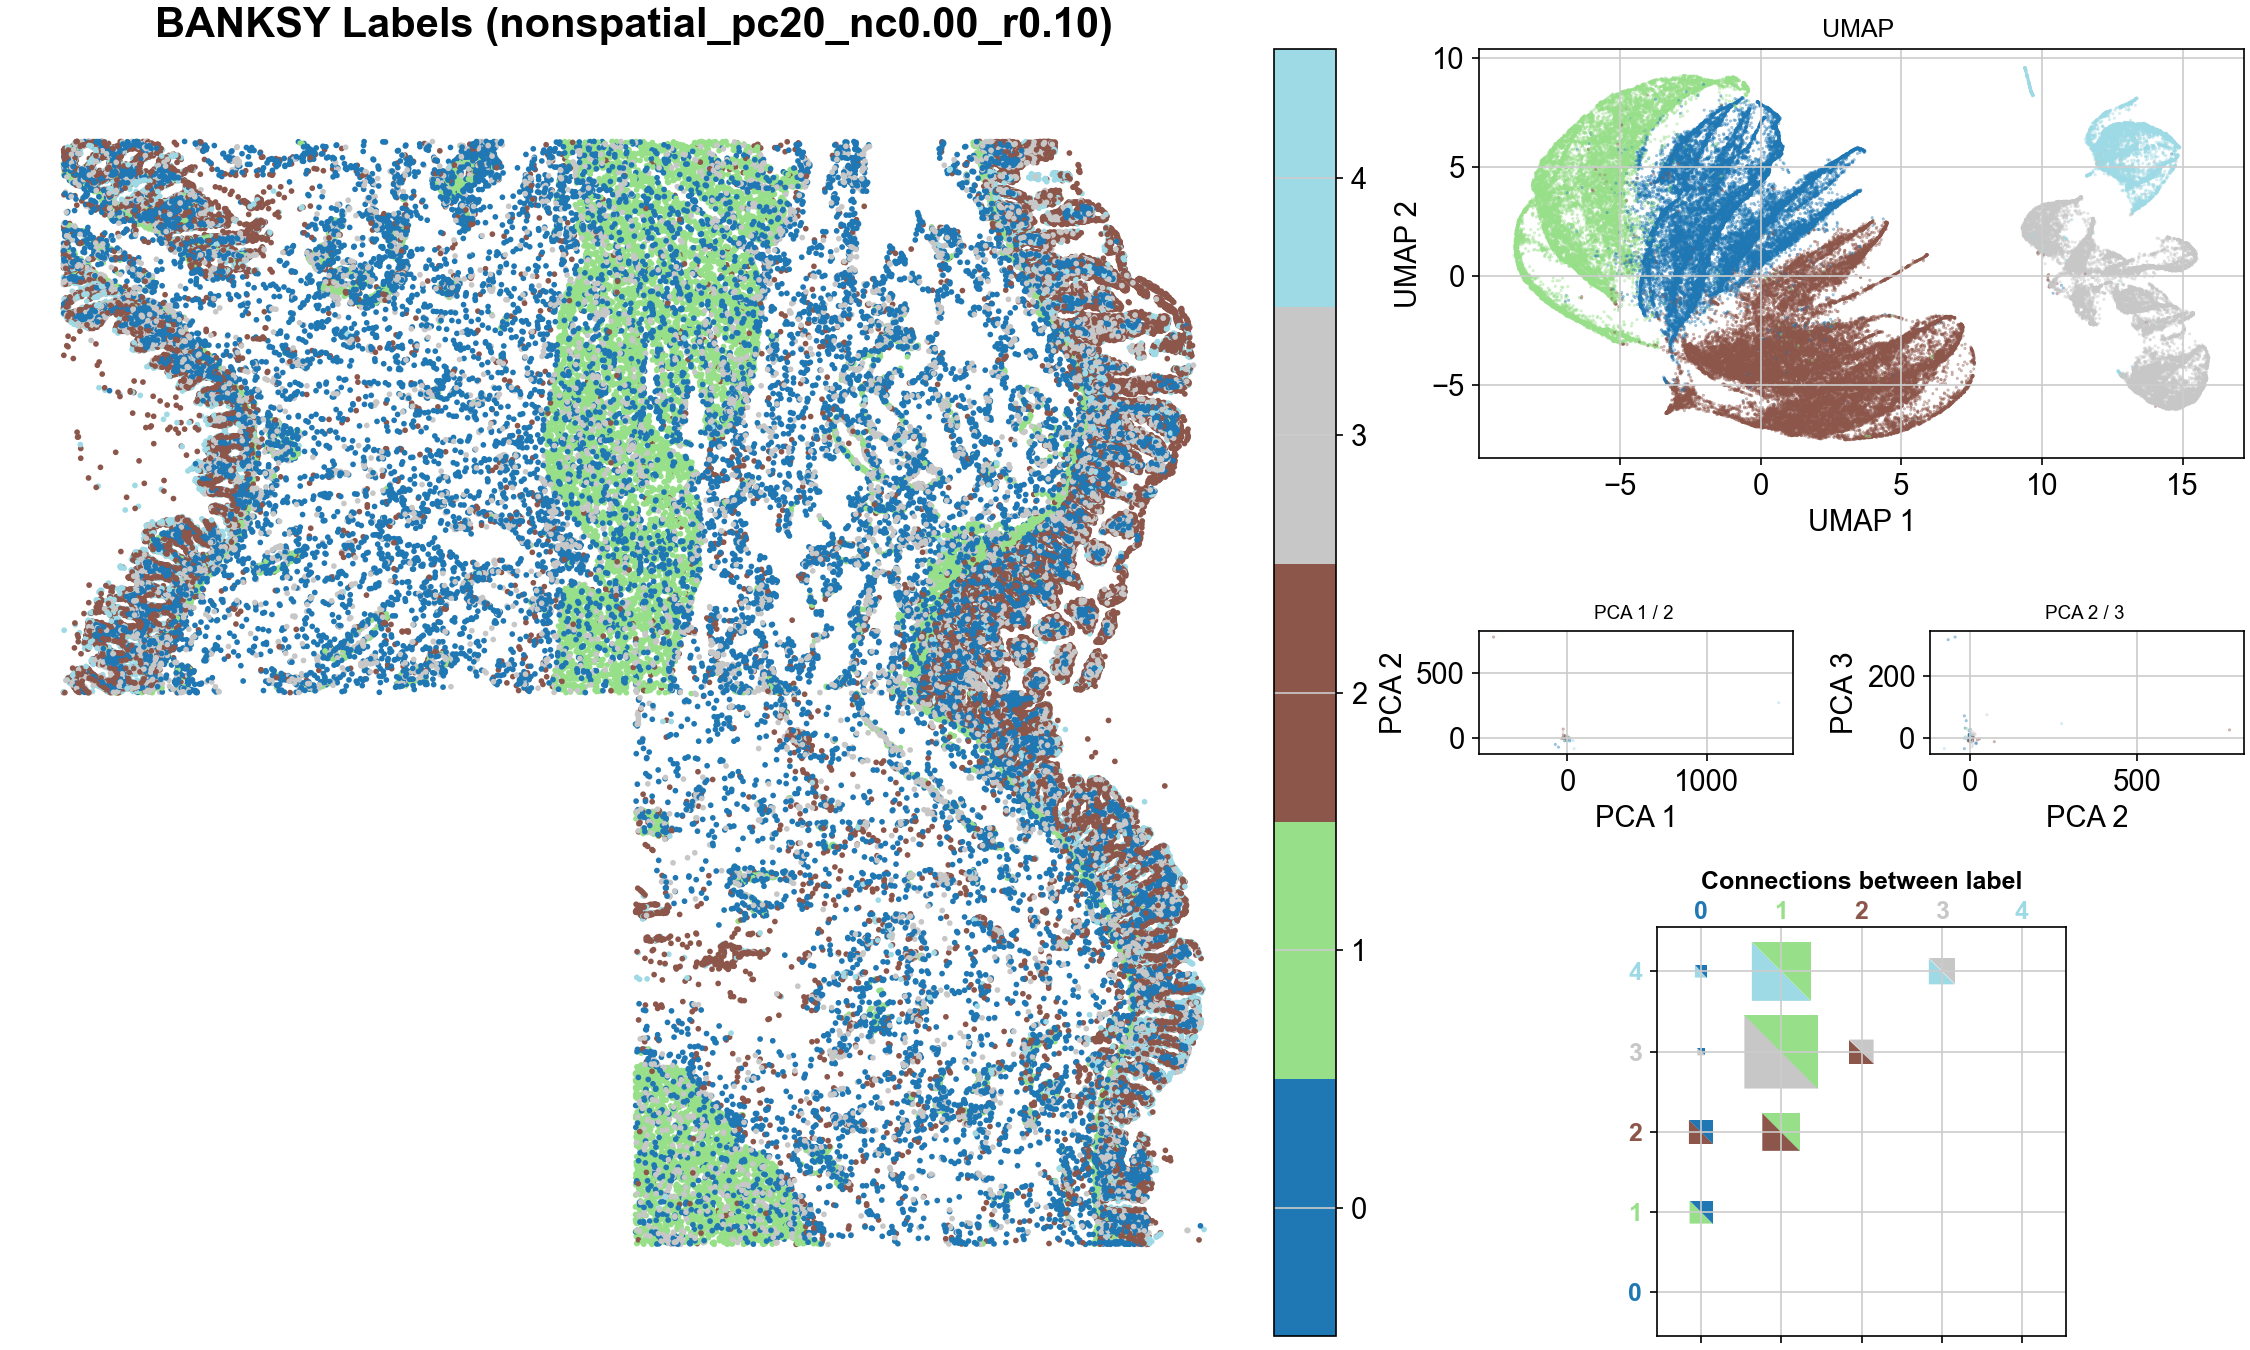 BANKSY Labels (nonspatial_pc20_nc0.00_r0.10)
4
3
2
1
0
UMAP
10
5
0
−5
UMAP 2
−5
0
5
10
15
UMAP 1
PCA 1 / 2
500
0
PCA 2
0
1000
PCA 1
PCA 2 / 3
200
0
PCA 3
0
500
PCA 2
Connections between label
0 1 2 3 4
4
3
2
1
0